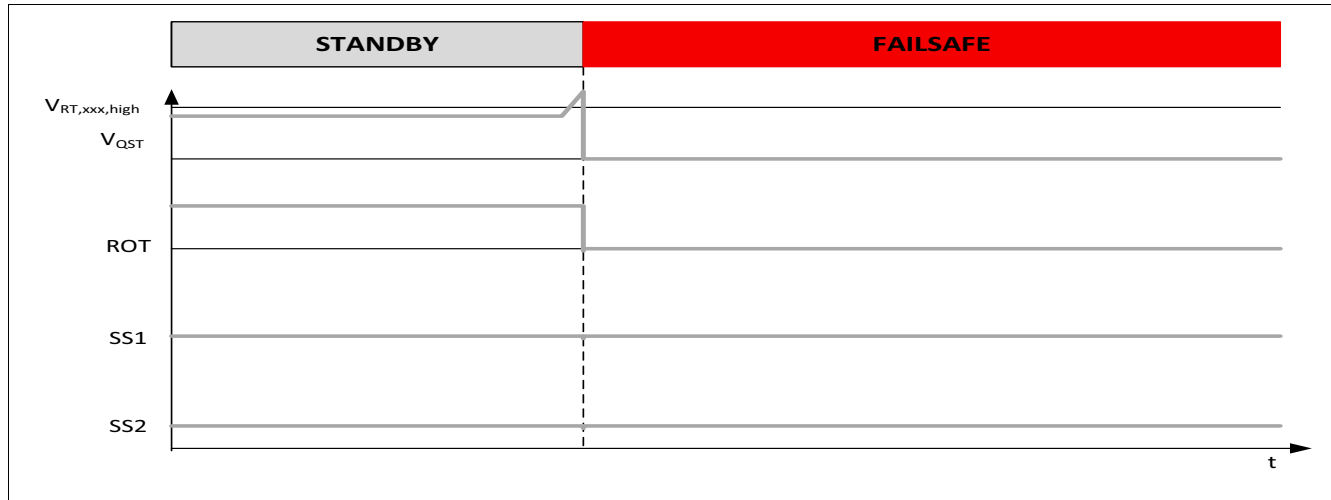 STANDBY FAILSAFE
VRT,xxx,high
VQST
ROT
SS1
SS2
t